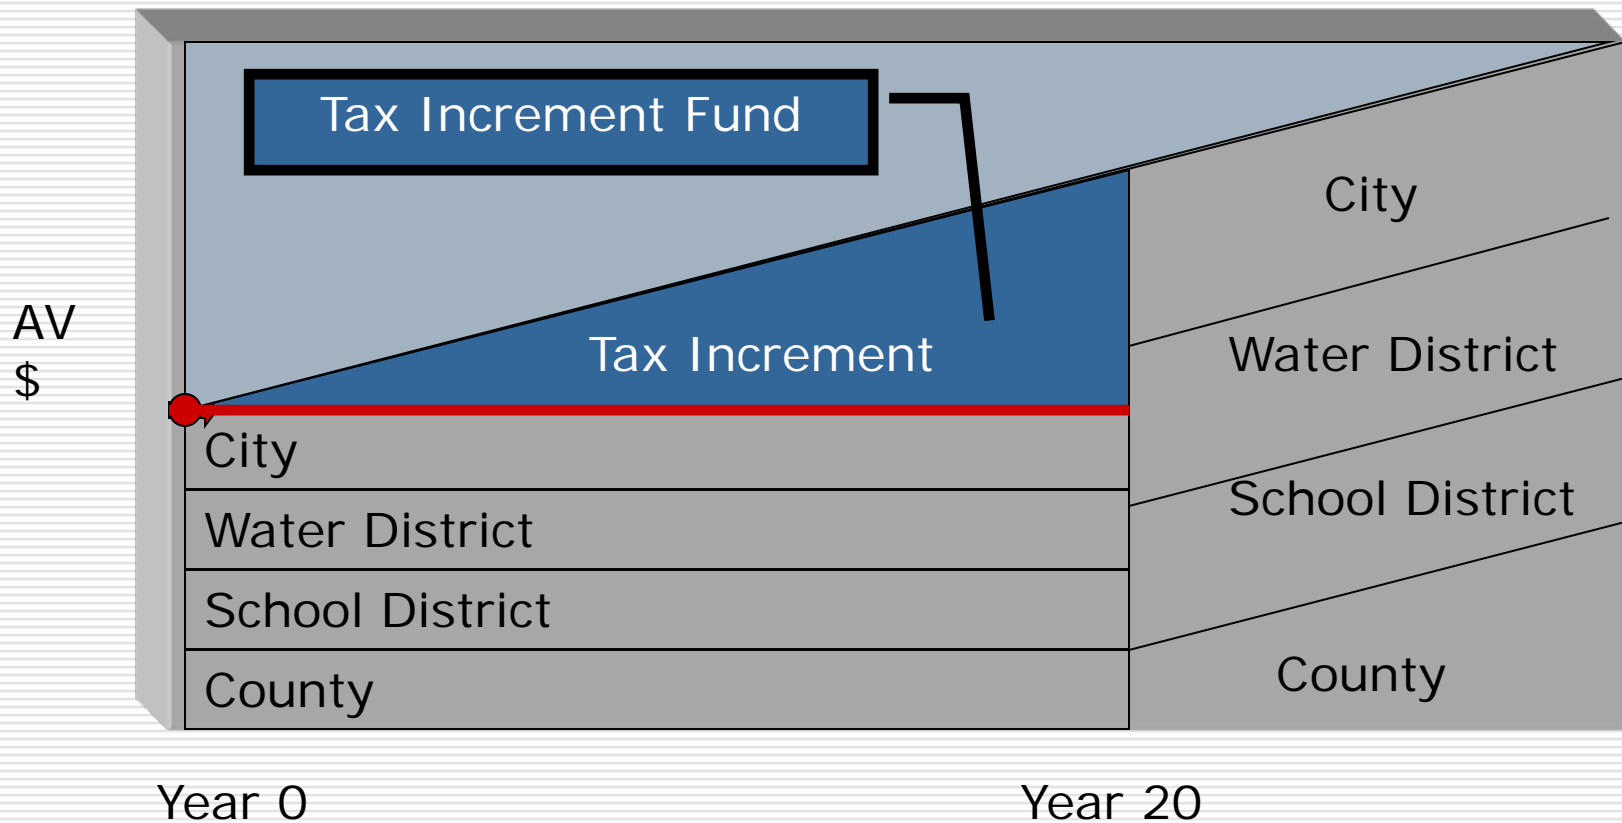 Tax Increment Fund
City
AV
$
Tax Increment
Water District
City
Water District
School District
School District
County
County
Year 0
Year 20